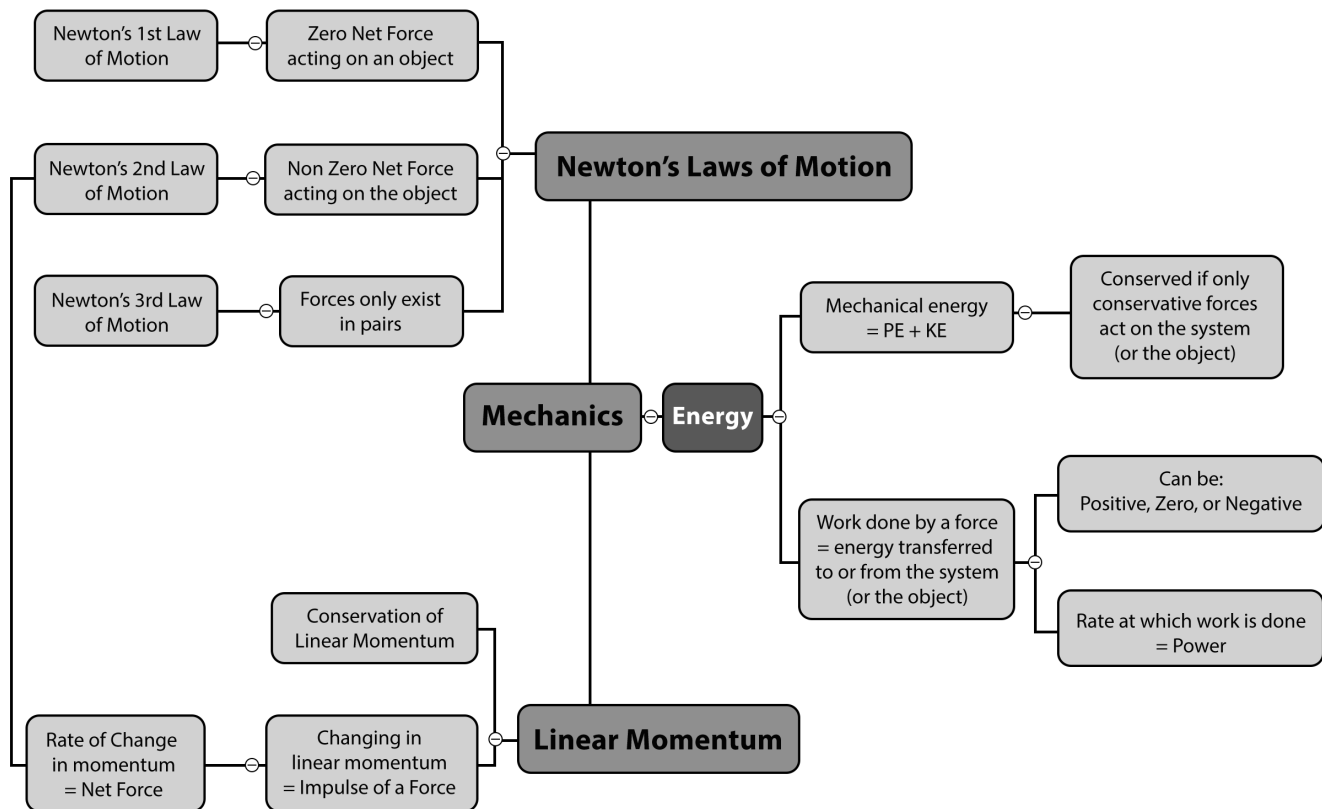 Newton’s 1st Law
of Motion
Zero Net Force
acting on an object
Newton’s 2nd Law
of Motion
Non Zero Net Force
acting on the object
Newton’s Laws of Motion
Newton’s 3rd Law
of Motion
Forces only exist
in pairs
Mechanics
Energy
Mechanical energy
= PE + KE
Conserved if only
conservative forces
act on the system
(or the object)
Work done by a force
= energy transferred
to or from the system
(or the object)
Can be:
Positive, Zero, or Negative
Rate at which work is done
= Power
Conservation of
Linear Momentum
Linear Momentum
Changing in
linear momentum
= Impulse of a Force
Rate of Change
in momentum
= Net Force